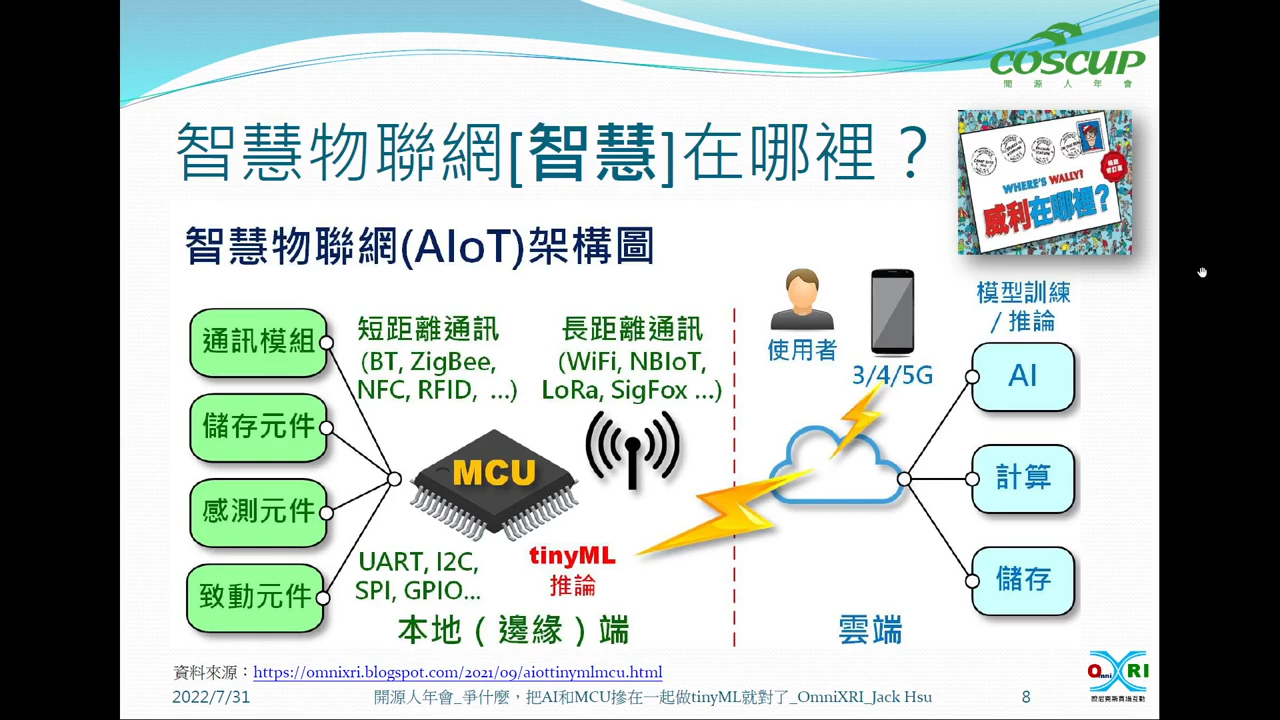 COSCUP
開源人年會
智慧物聯網[智慧]在哪裡？
WHERE'S WALLY?
威利在哪裡？
智慧物聯網(AIoT)架構圖
通訊模組
儲存元件
感測元件
致動元件
短距離通訊
(BT, ZigBee,
NFC, RFID, …)
長距離通訊
(WiFi, NBIoT,
LoRa, SigFox …)
MCU
UART, I2C,
SPI, GPIO…
tinyML
推論
本地（邊緣）端
使用者
3/4/5G
模型訓練
/ 推論
AI
計算
儲存
雲端
資料來源：https://omnixri.blogspot.com/2021/09/aiottinymlmcu.html
2022/7/31
開源人年會_爭什麼，把AI和MCU摻在一起做tinyML就對了_OmniXRI_Jack Hsu
8
OmniXRI
歐尼克斯實境互動